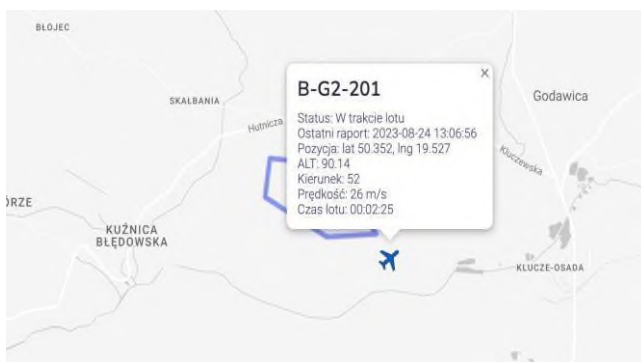 BŁOJEC
SKAŁBANIA
Hutnicza
×
B-G2-201
Status: W trakcie lotu
Ostatni raport: 2023-08-24 13:06:56
Pozycja: lat 50.352, lng 19.527
ALT: 90.14
Kierunek: 52
Prędkość: 26 m/s
Czas lotu: 00:02:25
Godawica
Kluczewska
ÓRZE
KUŹNICA
BŁĘDOWSKA
KLUCZE-OSADA